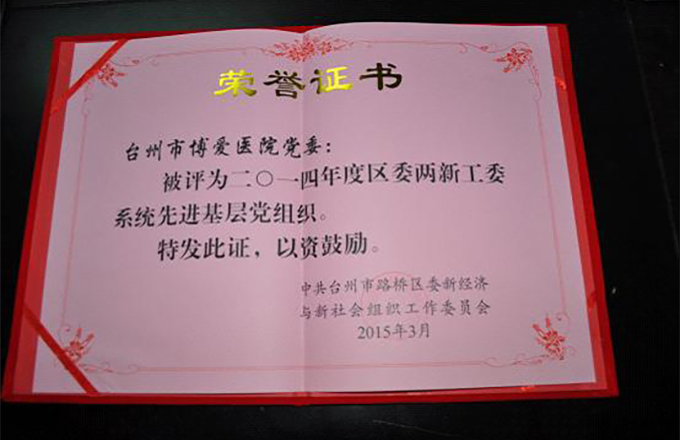 荣誉证书
台州市博爱医院党委：
被评为二〇一四年度区委两新工委
系统先进基层党组织。
特发此证，以资鼓励。
中共台州市路桥区委新经济
与新社会组织工作委员会
2015年3月